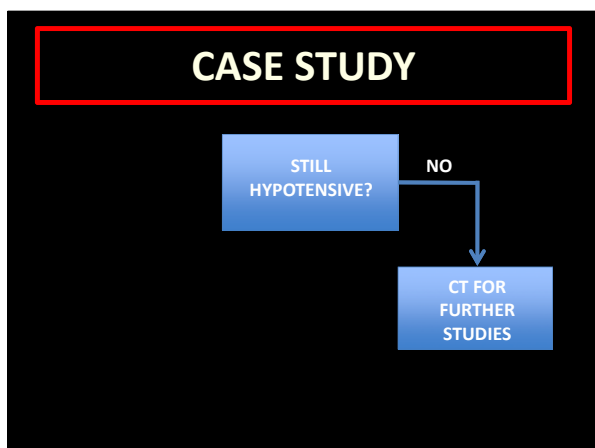 CASE STUDY
STILL
HYPOTENSIVE?
NO
CT FOR
FURTHER
STUDIES